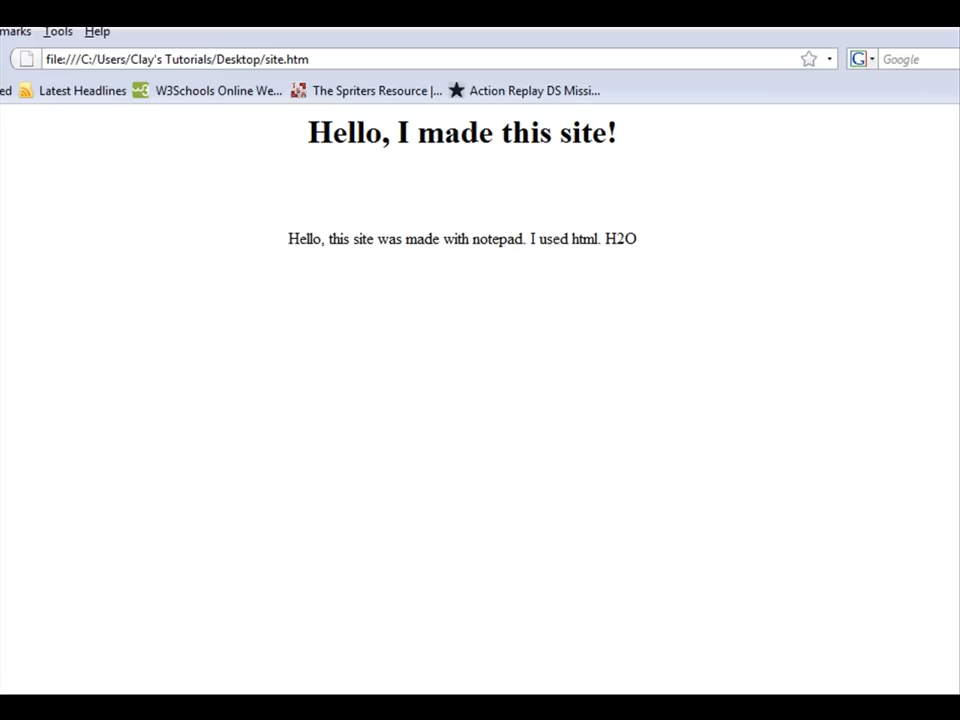 marks Tools Help
file:///C:/Users/Clay's Tutorials/Desktop/site.htm
Google
ed Latest Headlines W3Schools Online We... The Spriters Resource |... Action Replay DS Missi...
Hello, I made this site!
Hello, this site was made with notepad. I used html. H2O